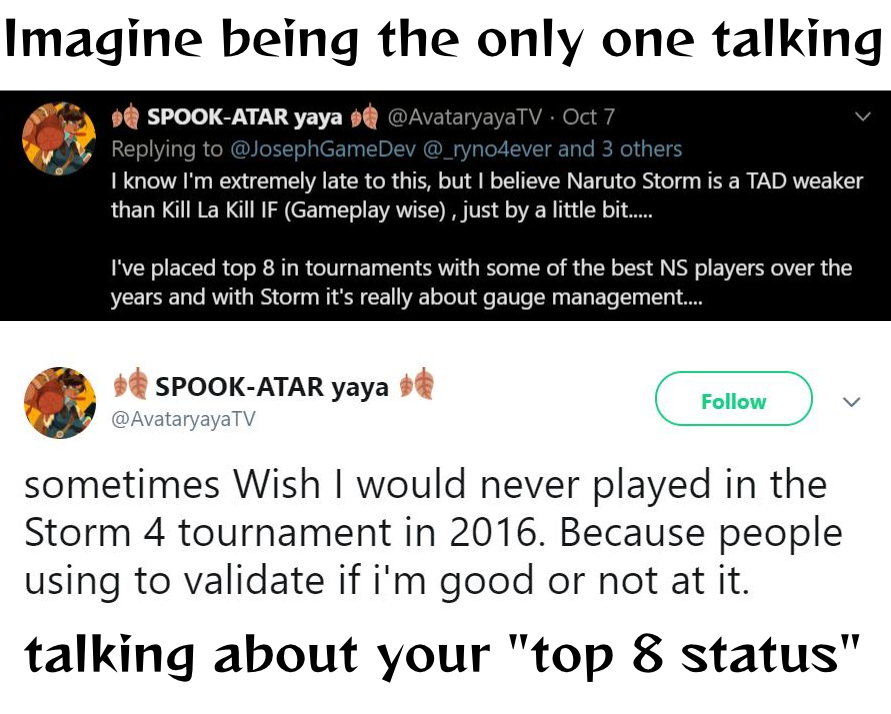 Imagine being the only one talking
SPOOK-ATAR yaya @AvataryayaTV · Oct 7
Replying to @JosephGameDev @_ryno4ever and 3 others
I know I'm extremely late to this, but I believe Naruto Storm is a TAD weaker
than Kill La Kill IF (Gameplay wise) , just by a little bit.....
I've placed top 8 in tournaments with some of the best NS players over the
years and with Storm it's really about gauge management....
SPOOK-ATAR yaya
Follow
@AvataryayaTV
sometimes Wish I would never played in the
Storm 4 tournament in 2016. Because people
using to validate if i'm good or not at it.
talking about your "top 8 status"